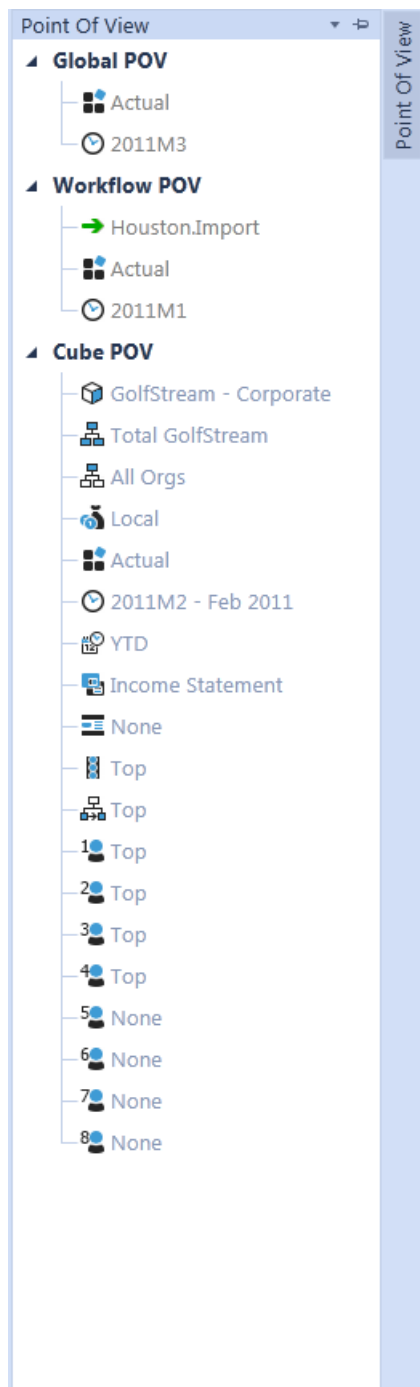 Point Of View
Point Of View
Global POV
Actual
2011M3
Workflow POV
Houston.Import
Actual
2011M1
Cube POV
GolfStream - Corporate
Total GolfStream
All Orgs
Local
Actual
2011M2 - Feb 2011
12 YTD
Income Statement
None
Top
Top
1 Top
2 Top
3 Top
4 Top
5 None
6 None
7 None
8 None